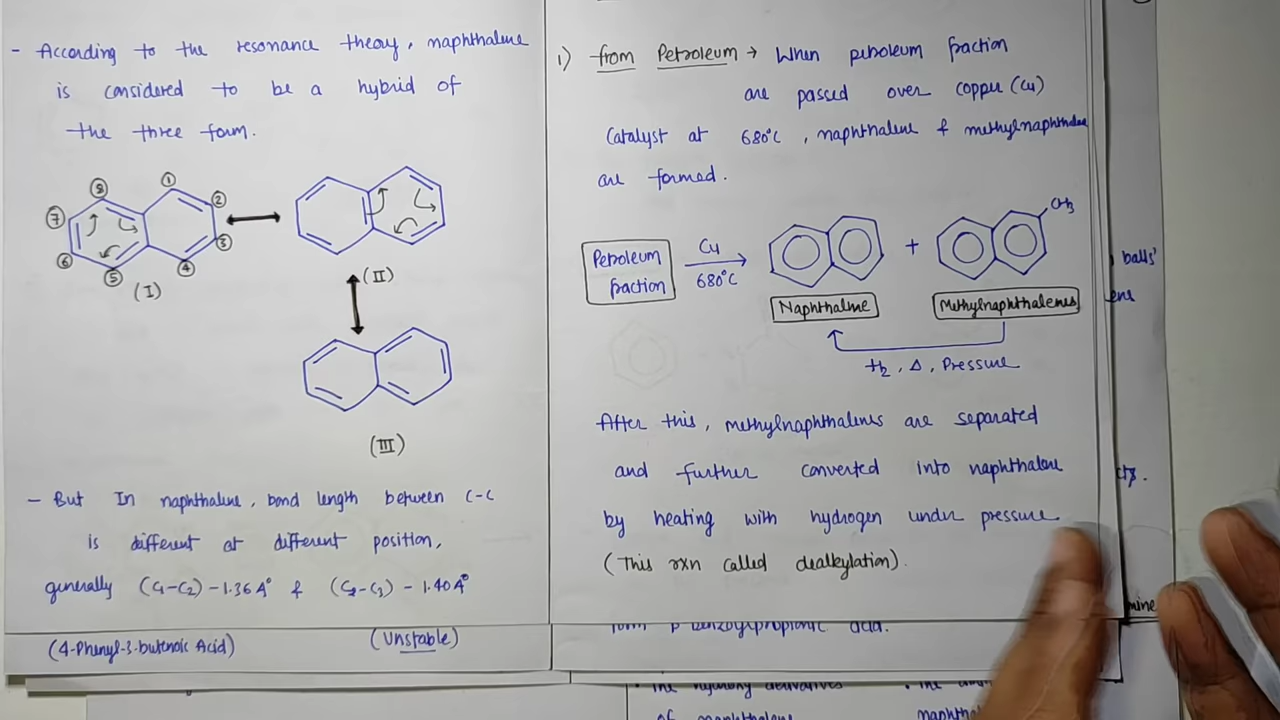 - According to the resonance theory, naphthalene
is considered to be a hybrid of
the three form.
1
2
3
4
5
6
7
8
(I)
(II)
(III)
- But In naphthalene, bond length between C-C
is different at different position,
generally (C1-C2) - 1.36 A° & (C2-C3) - 1.40 A°
(4-Phenyl-3-butenoic Acid)
(Unstable)
1) from Petroleum → When petroleum fraction
are passed over copper (Cu)
Catalyst at 680°C, naphthalene & methylnaphthalene
are formed.
Petroleum
fraction
Cu
680°C
+
CH3
Naphthalene
Methylnaphthalenes
H2, Δ, Pressure
After this, methylnaphthalenes are separated
and further converted into naphthalene
by heating with hydrogen under pressure.
(This rxn called dealkylation).
balls'
mine
of naphthalene